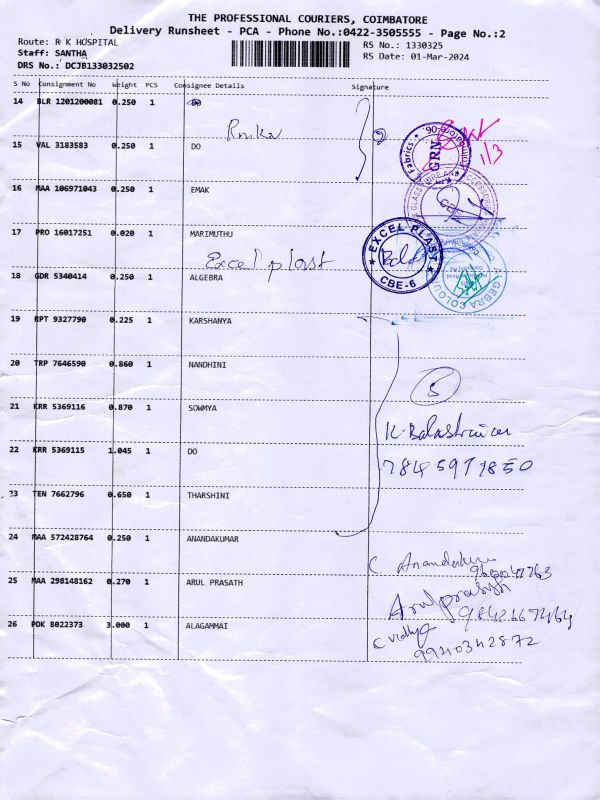 THE PROFESSIONAL COURIERS, COIMBATORE
Delivery Runsheet - PCA - Phone No.:0422-3505555 - Page No.:2
Route: R K HOSPITAL
Staff: SANTHA
DRS No.: DCJB133032502
RS No.: 1330325
RS Date: 01-Mar-2024
S No Consignment No Weight PCS Consignee Details Signature
14 BLR 1201200081 0.250 1
15 VAL 3183583 0.250 1 DO
16 MAA 106971043 0.250 1 EMAK
17 PRO 16017251 0.020 1 MARIMUTHU
Excel plast
18 GDR 5340414 0.250 1 ALGEBRA
EXCEL PLAST
CBE-6
19 RPT 9327790 0.225 1 KARSHANYA
20 TRP 7646590 0.860 1 NANDHINI
5
21 KRR 5369116 0.870 1 SOWMYA
22 KRR 5369115 1.045 1 DO
23 TEN 7662796 0.650 1 THARSHINI
24 MAA 572428764 0.250 1 ANANDAKUMAR
25 MAA 298148162 0.270 1 ARUL PRASATH
Arulprasath
26 PDK 8022373 3.000 1 ALAGAMMAI
C vidhya
9940342872